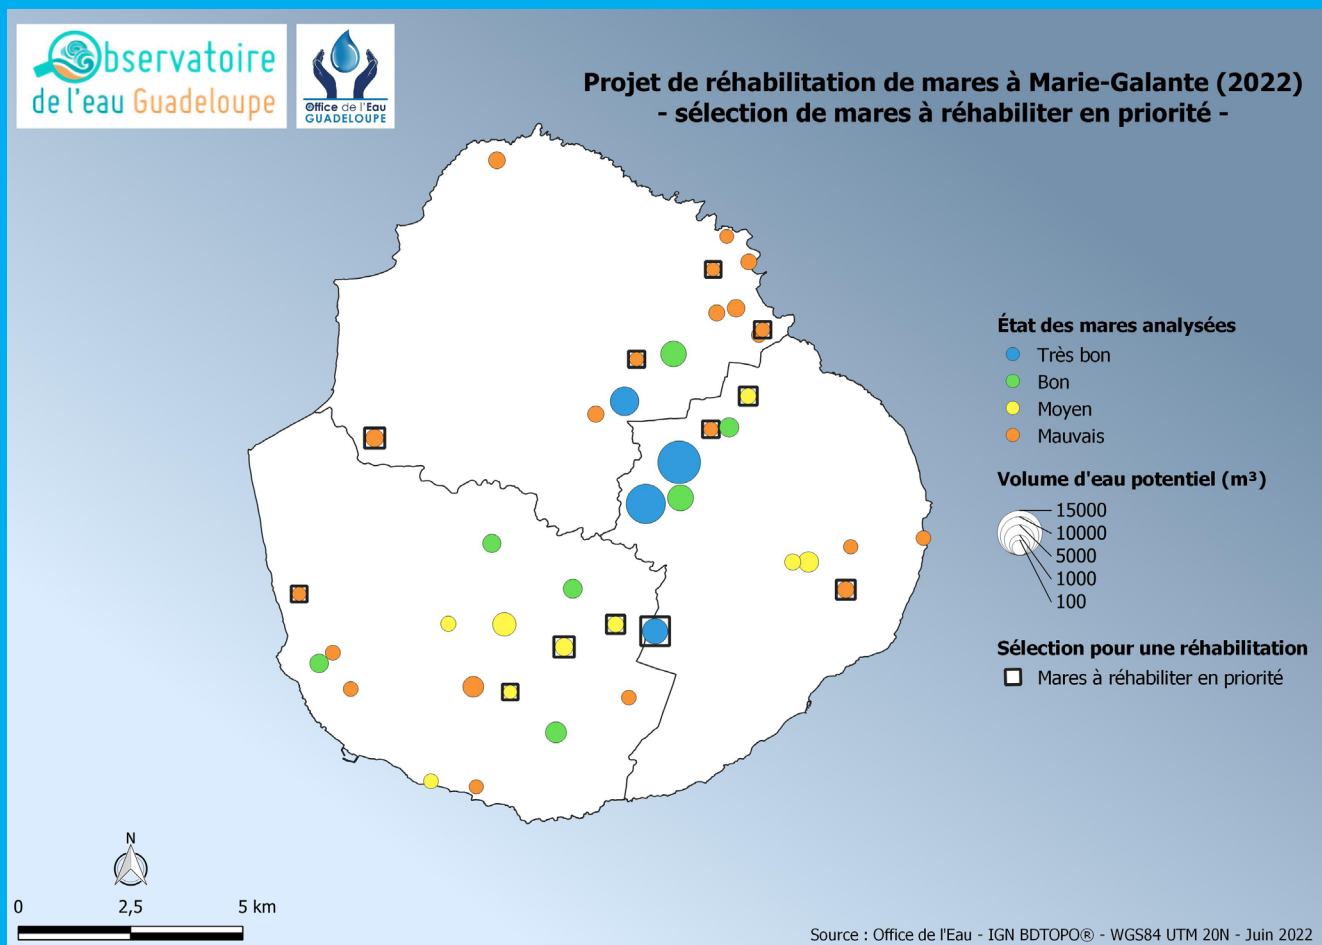 Observatoire
de l'eau Guadeloupe
Office de l'Eau
GUADELOUPE
Projet de réhabilitation de mares à Marie-Galante (2022)
- sélection de mares à réhabiliter en priorité -
État des mares analysées
Très bon
Bon
Moyen
Mauvais
Volume d'eau potentiel (m³)
15000
10000
5000
1000
100
Sélection pour une réhabilitation
Mares à réhabiliter en priorité
N
0 2,5 5 km
Source : Office de l'Eau - IGN BDTOPO® - WGS84 UTM 20N - Juin 2022